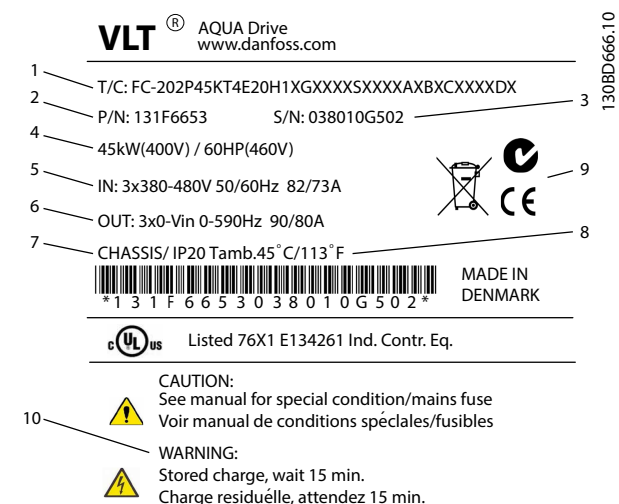 VLT ® AQUA Drive
www.danfoss.com
130BD666.10
1
T/C: FC-202P45KT4E20H1XGXXXXSXXXXAXBXCXXXXDX
2
P/N: 131F6653 S/N: 038010G502
3
4
45kW(400V) / 60HP(460V)
5
IN: 3x380-480V 50/60Hz 82/73A
9
CE
6
OUT: 3x0-Vin 0-590Hz 90/80A
7
CHASSIS/ IP20 Tamb.45˚C/113˚F
8
*131F6653038010G502*
MADE IN
DENMARK
c UL us Listed 76X1 E134261 Ind. Contr. Eq.
CAUTION:
See manual for special condition/mains fuse
Voir manual de conditions spéclales/fusibles
10
WARNING:
Stored charge, wait 15 min.
Charge residuélle, attendez 15 min.